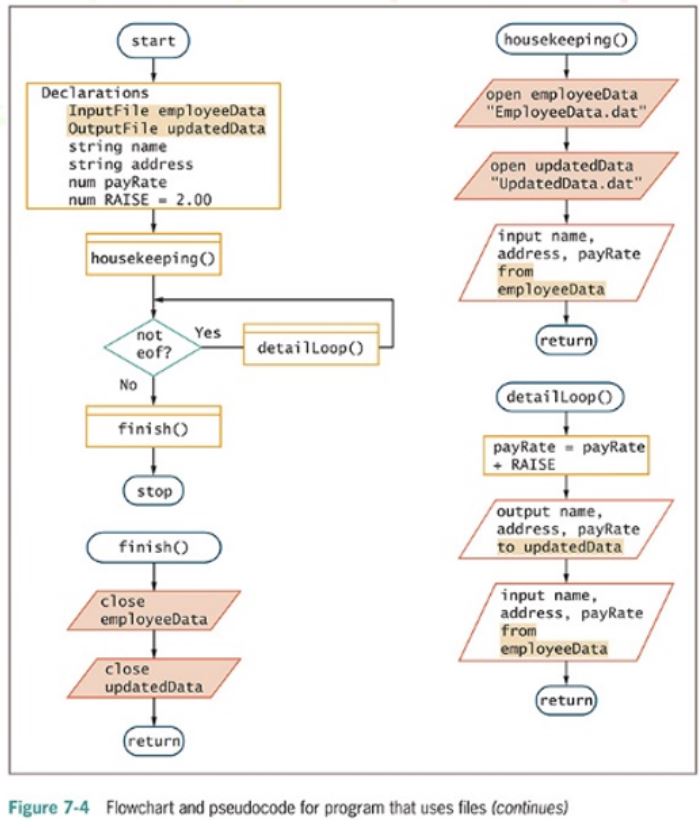 start
Declarations
InputFile employeeData
OutputFile updatedData
string name
string address
num payRate
num RAISE = 2.00
housekeeping()
not
eof?
Yes
detailLoop()
No
finish()
stop
finish()
close
employeeData
close
updatedData
return
housekeeping()
open employeeData
"EmployeeData.dat"
open updatedData
"UpdatedData.dat"
input name,
address, payRate
from
employeeData
return
detailLoop()
payRate = payRate
+ RAISE
output name,
address, payRate
to updatedData
input name,
address, payRate
from
employeeData
return
Figure 7-4 Flowchart and pseudocode for program that uses files (continues)